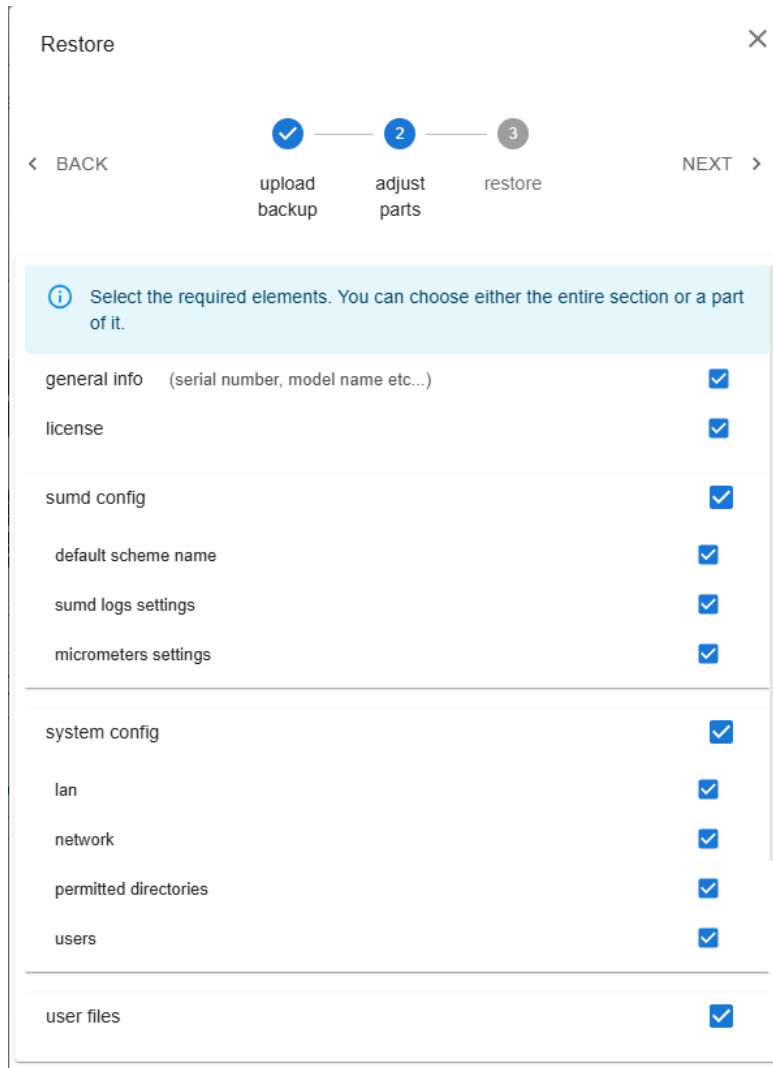 Restore
BACK
2
3
NEXT
upload
backup
adjust
parts
restore
Select the required elements. You can choose either the entire section or a part
of it.
general info (serial number, model name etc...)
license
sumd config
default scheme name
sumd logs settings
micrometers settings
system config
lan
network
permitted directories
users
user files